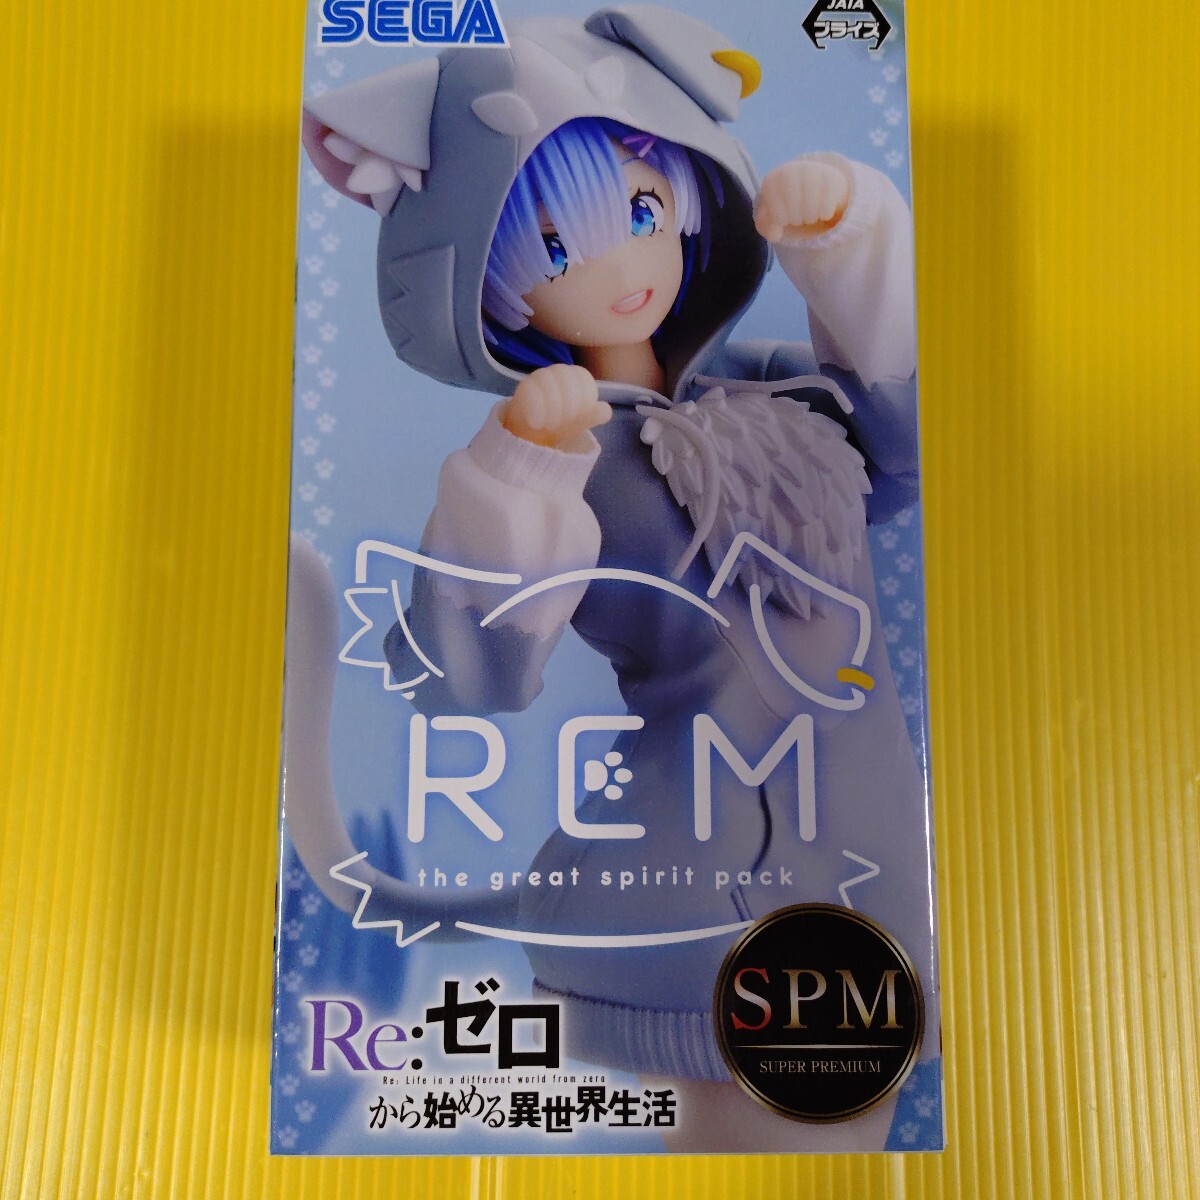 SEGA
JAIA
プライズ
REM
the great spirit pack
SPM
SUPER PREMIUM
Re:ゼロ
Re: Life in a different world from zero
から始める異世界生活